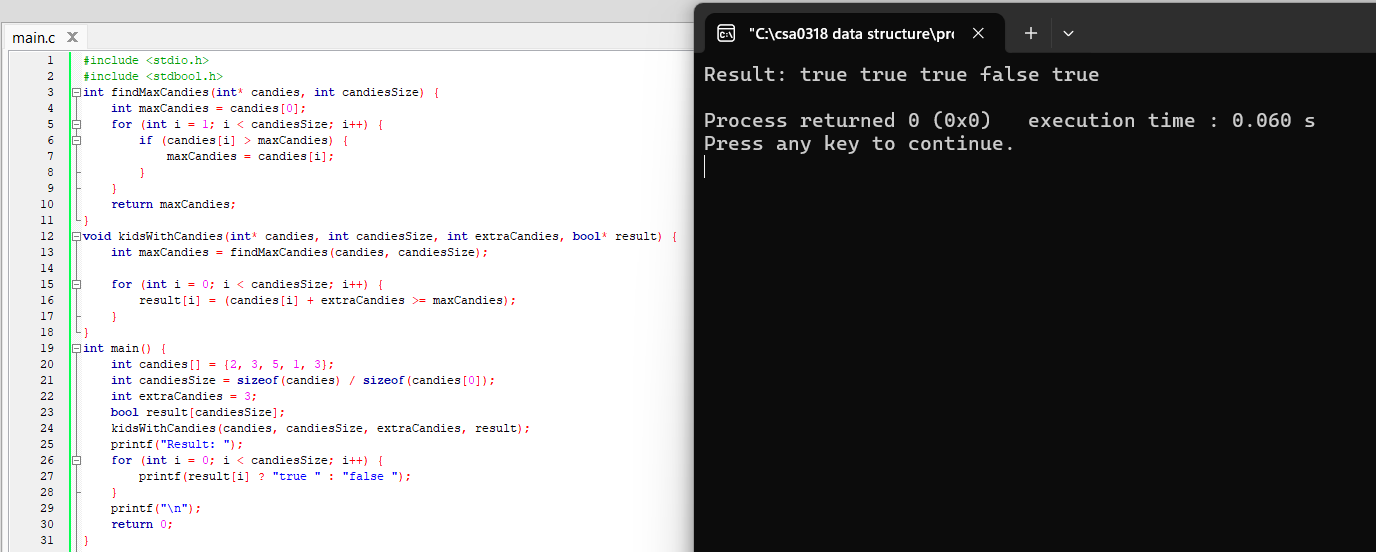 main.c
1 #include <stdio.h>
2 #include <stdbool.h>
3 int findMaxCandies(int* candies, int candiesSize) {
4     int maxCandies = candies[0];
5     for (int i = 1; i < candiesSize; i++) {
6         if (candies[i] > maxCandies) {
7             maxCandies = candies[i];
8         }
9     }
10     return maxCandies;
11 }
12 void kidsWithCandies(int* candies, int candiesSize, int extraCandies, bool* result) {
13     int maxCandies = findMaxCandies(candies, candiesSize);
14
15     for (int i = 0; i < candiesSize; i++) {
16         result[i] = (candies[i] + extraCandies >= maxCandies);
17     }
18 }
19 int main() {
20     int candies[] = {2, 3, 5, 1, 3};
21     int candiesSize = sizeof(candies) / sizeof(candies[0]);
22     int extraCandies = 3;
23     bool result[candiesSize];
24     kidsWithCandies(candies, candiesSize, extraCandies, result);
25     printf("Result: ");
26     for (int i = 0; i < candiesSize; i++) {
27         printf(result[i] ? "true " : "false ");
28     }
29     printf("\n");
30     return 0;
31 }
"C:\csa0318 data structure\pro
Result: true true true false true
Process returned 0 (0x0)   execution time : 0.060 s
Press any key to continue.